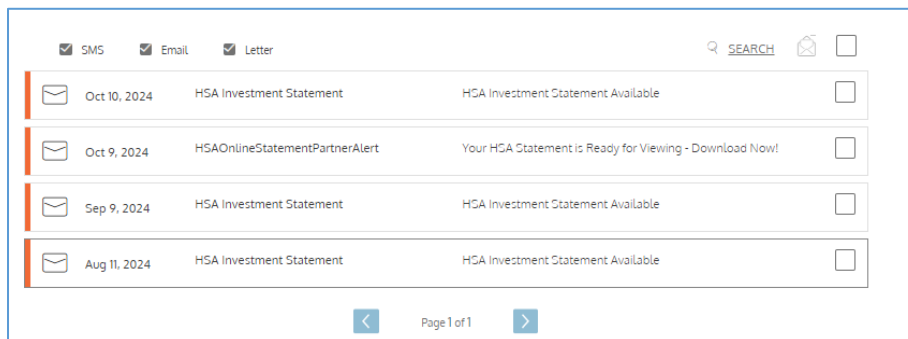 SMS Email Letter SEARCH
Oct 10, 2024 HSA Investment Statement HSA Investment Statement Available
Oct 9, 2024 HSAOnlineStatementPartnerAlert Your HSA Statement is Ready for Viewing - Download Now!
Sep 9, 2024 HSA Investment Statement HSA Investment Statement Available
Aug 11, 2024 HSA Investment Statement HSA Investment Statement Available
Page 1 of 1